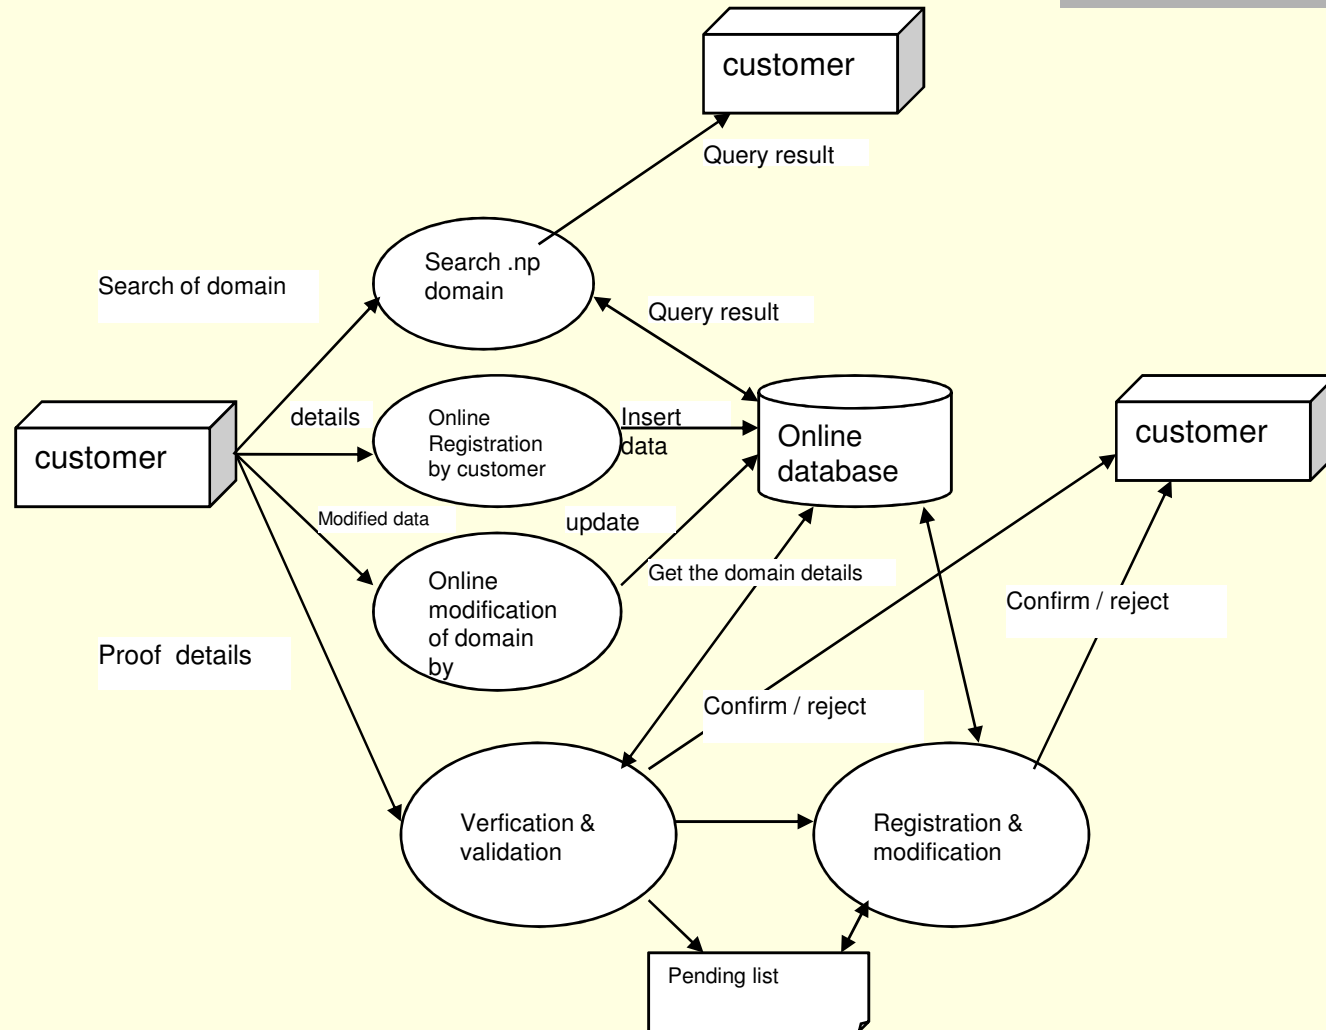 customer
Query result
Search .np
domain
Search of domain
Query result
details
Online
Registration
by customer
Insert
data
Online
database
customer
customer
Modified data
update
Online
modification
of domain
by
Get the domain details
Confirm / reject
Proof details
Confirm / reject
Verfication &
validation
Registration &
modification
Pending list